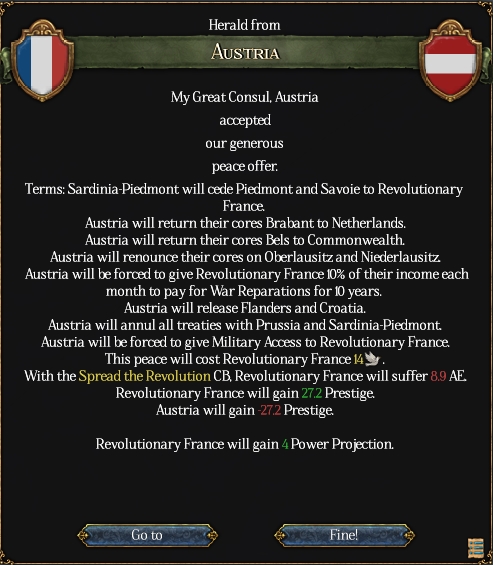 Herald from
AUSTRIA
My Great Consul, Austria
accepted
our generous
peace offer.
Terms: Sardinia-Piedmont will cede Piedmont and Savoie to Revolutionary
France.
Austria will return their cores Brabant to Netherlands.
Austria will return their cores Bels to Commonwealth.
Austria will renounce their cores on Oberlausitz and Niederlausitz.
Austria will be forced to give Revolutionary France 10% of their income each
month to pay for War Reparations for 10 years.
Austria will release Flanders and Croatia.
Austria will annul all treaties with Prussia and Sardinia-Piedmont.
Austria will be forced to give Military Access to Revolutionary France.
This peace will cost Revolutionary France 14.
With the Spread the Revolution CB, Revolutionary France will suffer 8.9 AE.
Revolutionary France will gain 27.2 Prestige.
Austria will gain -27.2 Prestige.
Revolutionary France will gain 4 Power Projection.
Go to
Fine!